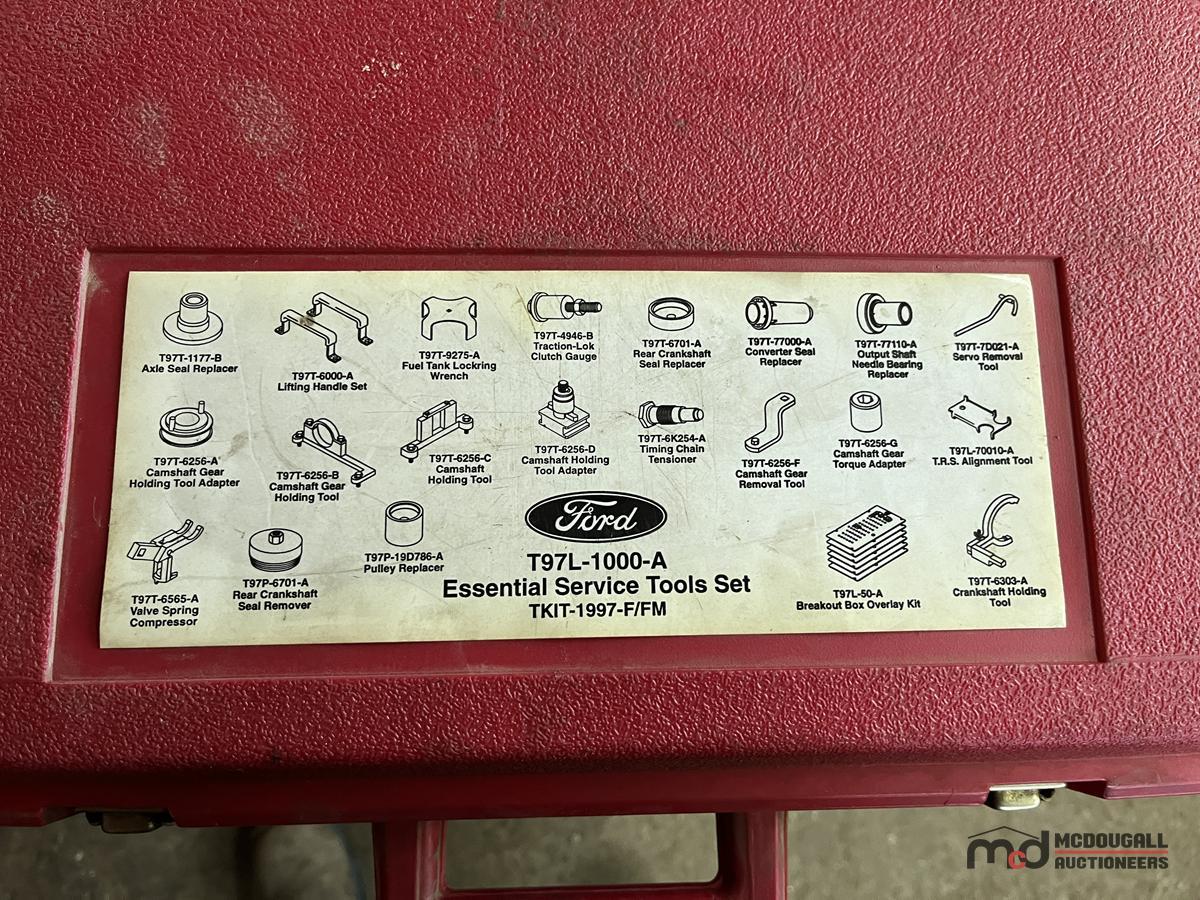 T97T-1177-B
Axle Seal Replacer
T97T-6000-A
Lifting Handle Set
T97T-9275-A
Fuel Tank Lockring
Wrench
T97T-4946-B
Traction-Lok
Clutch Gauge
T97T-6701-A
Rear Crankshaft
Seal Replacer
T97T-77000-A
Converter Seal
Replacer
T97T-77110-A
Output Shaft
Needle Bearing
Replacer
T97T-7D021-A
Servo Removal
Tool
T97T-6256-A
Camshaft Gear
Holding Tool Adapter
T97T-6256-B
Camshaft Gear
Holding Tool
T97T-6256-C
Camshaft
Holding Tool
T97T-6256-D
Camshaft Holding
Tool Adapter
T97T-6K254-A
Timing Chain
Tensioner
T97T-6256-F
Camshaft Gear
Removal Tool
T97T-6256-G
Camshaft Gear
Torque Adapter
T97L-70010-A
T.R.S. Alignment Tool
T97T-6565-A
Valve Spring
Compressor
T97P-6701-A
Rear Crankshaft
Seal Remover
T97P-19D786-A
Pulley Replacer
Ford
T97L-1000-A
Essential Service Tools Set
TKIT-1997-F/FM
T97L-50-A
Breakout Box Overlay Kit
T97T-6303-A
Crankshaft Holding
Tool
mcd
MCDOUGALL
AUCTIONEERS